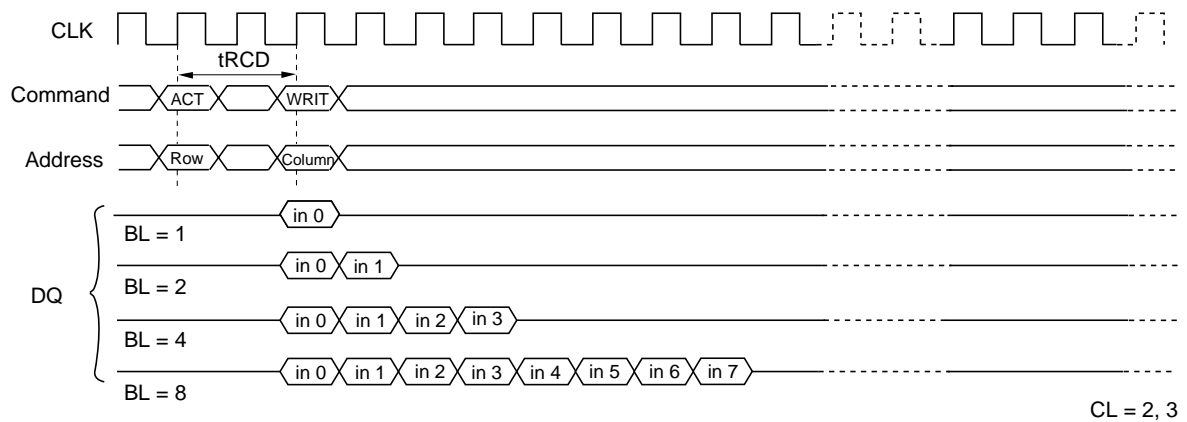 CLK
tRCD
Command ACT WRIT
Address Row Column
in 0
BL = 1
in 0 in 1
BL = 2
DQ
in 0 in 1 in 2 in 3
BL = 4
in 0 in 1 in 2 in 3 in 4 in 5 in 6 in 7
BL = 8
CL = 2, 3